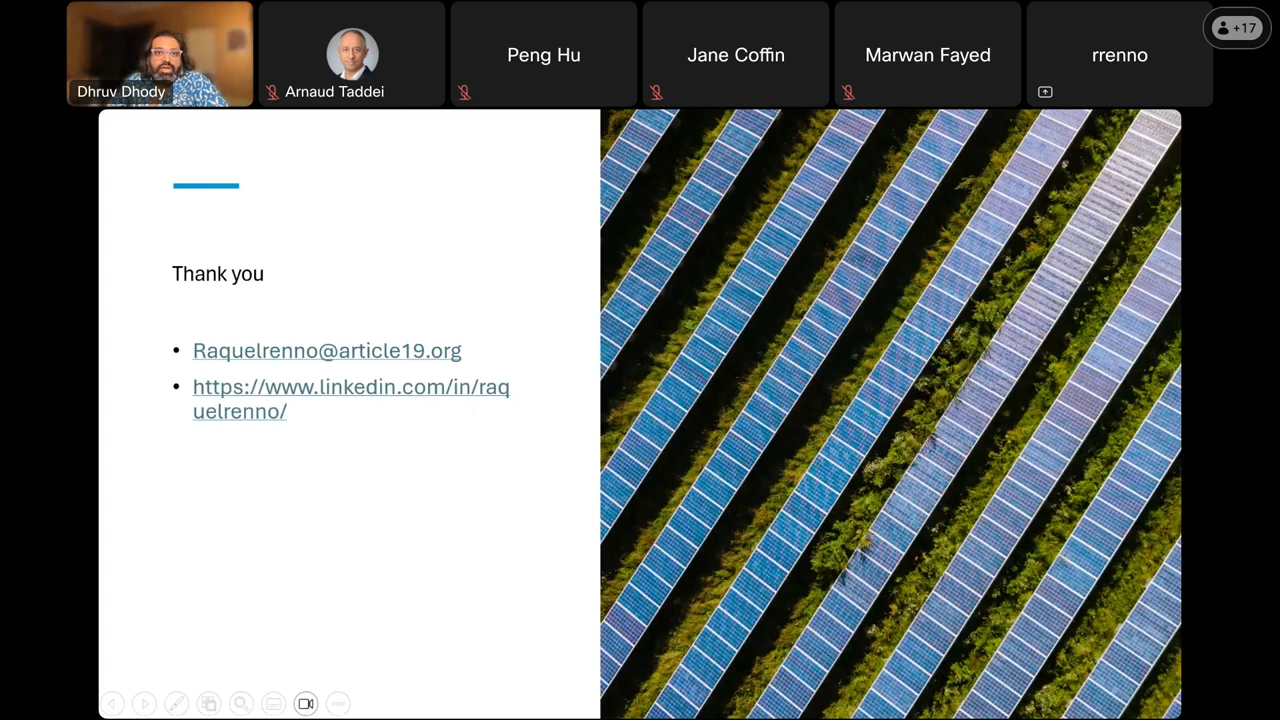 +17
Dhruv Dhody
Arnaud Taddei
Peng Hu
Jane Coffin
Marwan Fayed
rrenno
Thank you
• Raquelrenno@article19.org
• https://www.linkedin.com/in/raq
uelrenno/